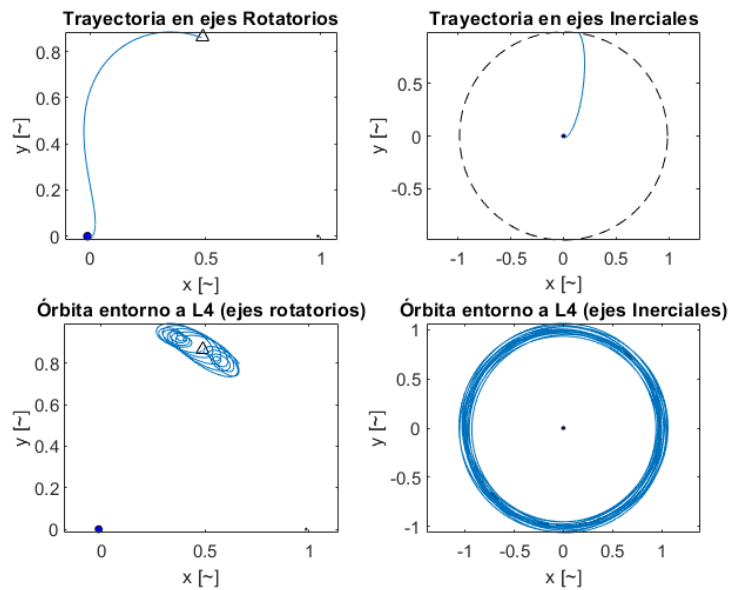 Trayectoria en ejes Rotatorios
0.8
0.6
0.4
0.2
0
y [~]
0
0.5
1
x [~]
Trayectoria en ejes Inerciales
0.5
0
-0.5
y [~]
-1
-0.5
0
0.5
1
x [~]
Órbita entorno a L4 (ejes rotatorios)
0.8
0.6
0.4
0.2
0
y [~]
0
0.5
1
x [~]
Órbita entorno a L4 (ejes Inerciales)
1
0.5
0
-0.5
-1
y [~]
-1
-0.5
0
0.5
1
x [~]